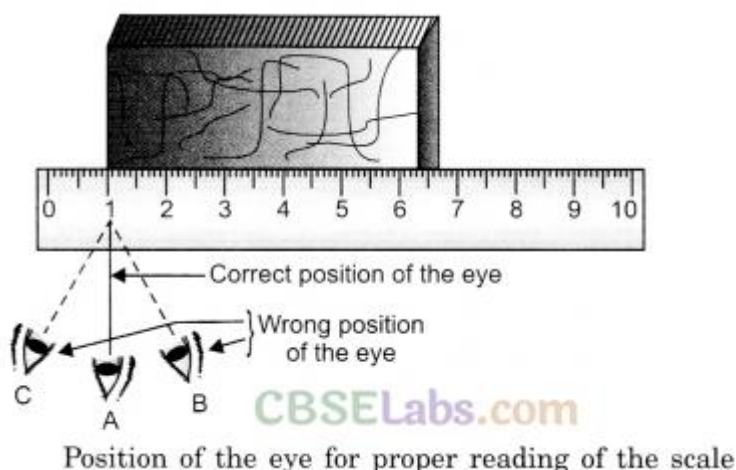 0 1 2 3 4 5 6 7 8 9 10
Correct position of the eye
Wrong position
of the eye
C
A
B
CBSELabs.com
Position of the eye for proper reading of the scale